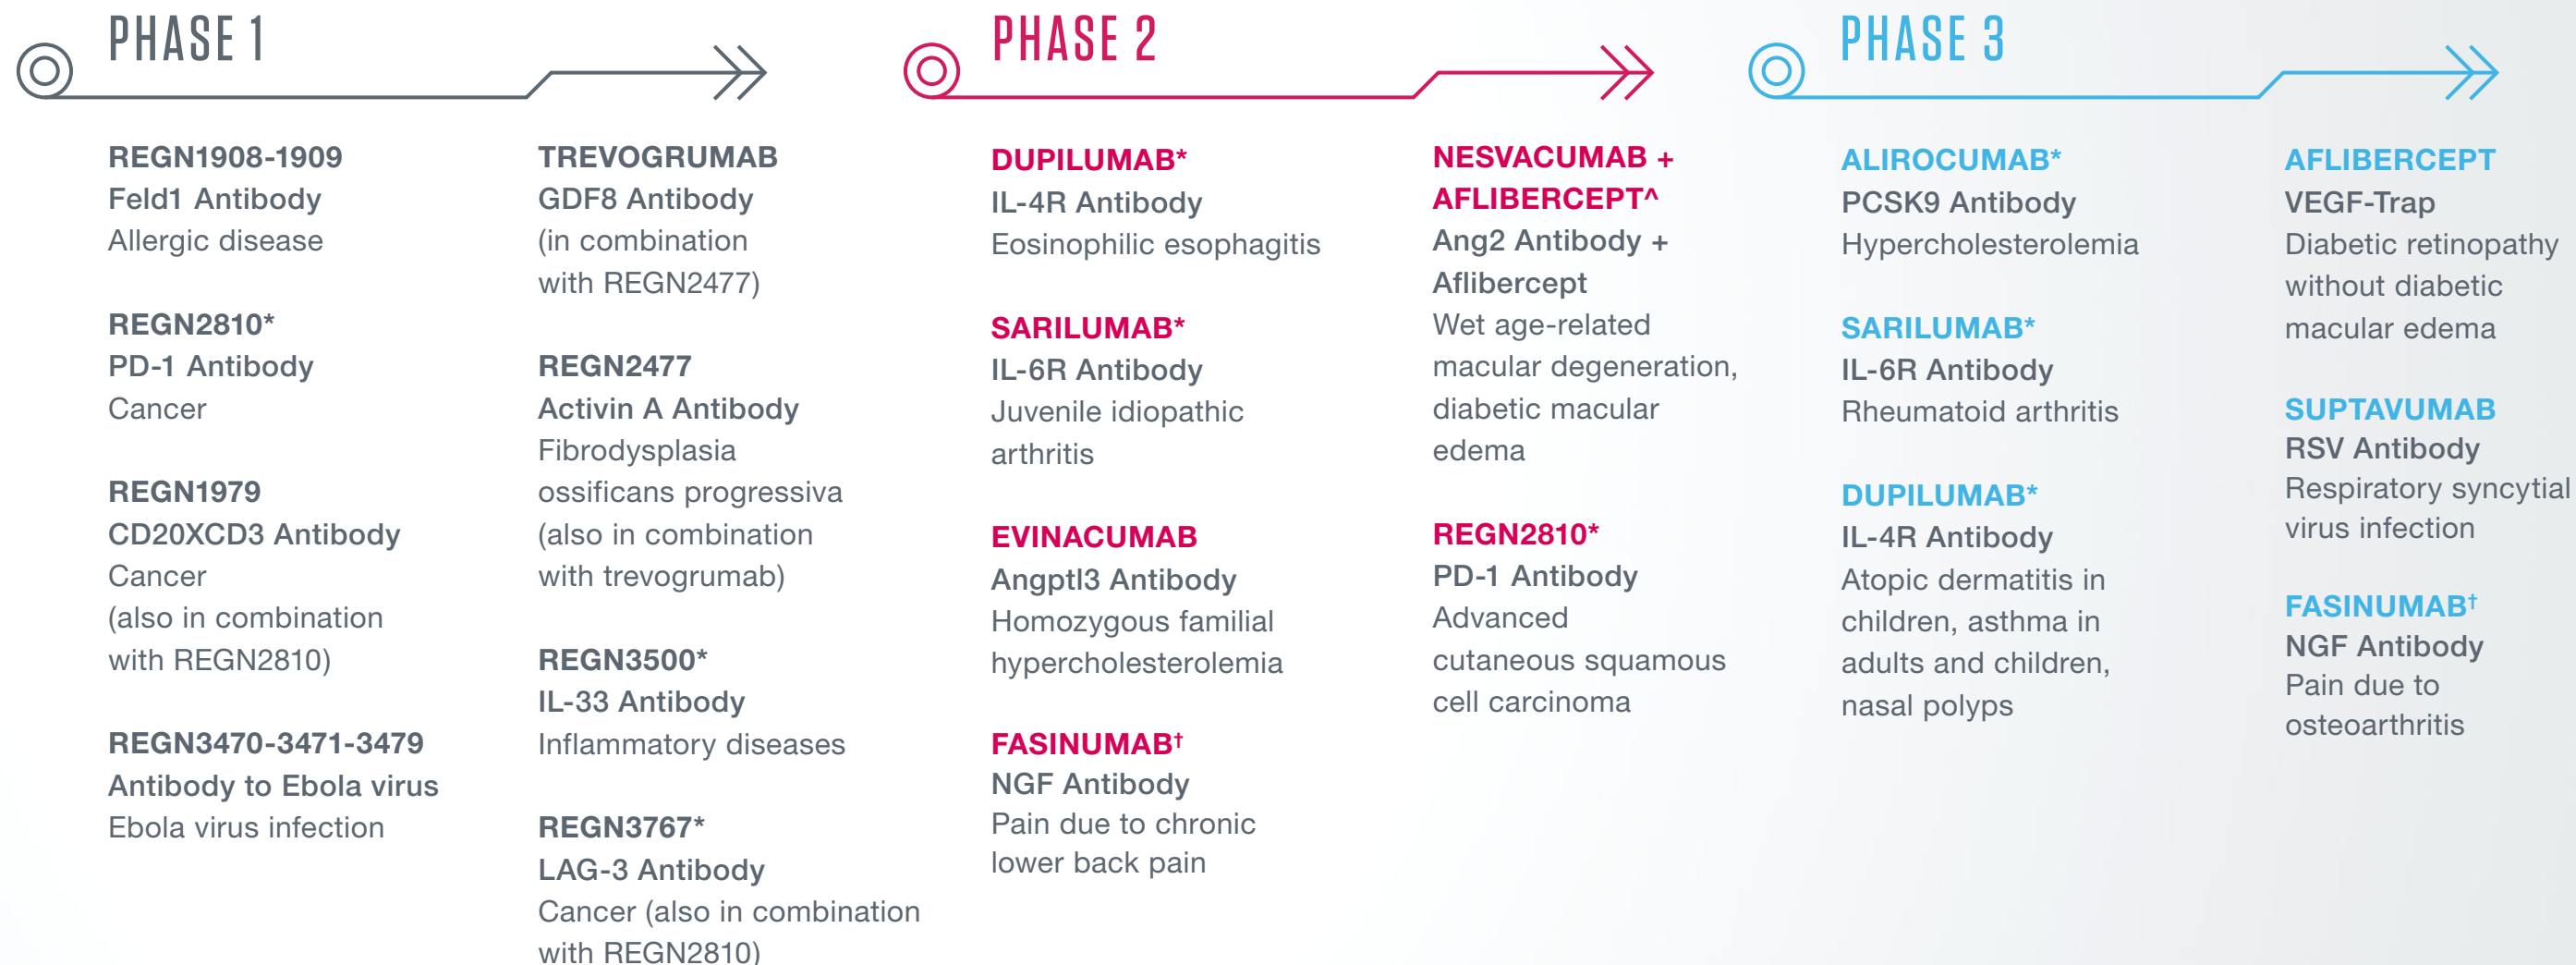 PHASE 1
REGN1908-1909
Feld1 Antibody
Allergic disease
REGN2810*
PD-1 Antibody
Cancer
REGN1979
CD20XCD3 Antibody
Cancer
(also in combination
with REGN2810)
REGN3470-3471-3479
Antibody to Ebola virus
Ebola virus infection
TREVOGRUMAB
GDF8 Antibody
(in combination
with REGN2477)
REGN2477
Activin A Antibody
Fibrodysplasia
ossificans progressiva
(also in combination
with trevogrumab)
REGN3500*
IL-33 Antibody
Inflammatory diseases
REGN3767*
LAG-3 Antibody
Cancer (also in combination
with REGN2810)
PHASE 2
DUPILUMAB*
IL-4R Antibody
Eosinophilic esophagitis
SARILUMAB*
IL-6R Antibody
Juvenile idiopathic
arthritis
EVINACUMAB
Angptl3 Antibody
Homozygous familial
hypercholesterolemia
FASINUMAB†
NGF Antibody
Pain due to chronic
lower back pain
NESVACUMAB +
AFLIBERCEPT^
Ang2 Antibody +
Aflibercept
Wet age-related
macular degeneration,
diabetic macular
edema
REGN2810*
PD-1 Antibody
Advanced
cutaneous squamous
cell carcinoma
PHASE 3
ALIROCUMAB*
PCSK9 Antibody
Hypercholesterolemia
SARILUMAB*
IL-6R Antibody
Rheumatoid arthritis
DUPILUMAB*
IL-4R Antibody
Atopic dermatitis in
children, asthma in
adults and children,
nasal polyps
AFLIBERCEPT
VEGF-Trap
Diabetic retinopathy
without diabetic
macular edema
SUPTAVUMAB
RSV Antibody
Respiratory syncytial
virus infection
FASINUMAB†
NGF Antibody
Pain due to
osteoarthritis